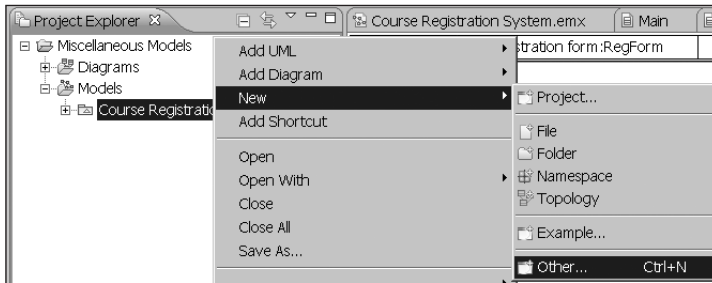 Project Explorer
Course Registration System.emx
Main
Miscellaneous Models
Diagrams
Models
Course Registratio
stration form:RegForm
Add UML
Add Diagram
New
Add Shortcut
Open
Open With
Close
Close All
Save As...
Project...
File
Folder
Namespace
Topology
Example...
Other... Ctrl+N